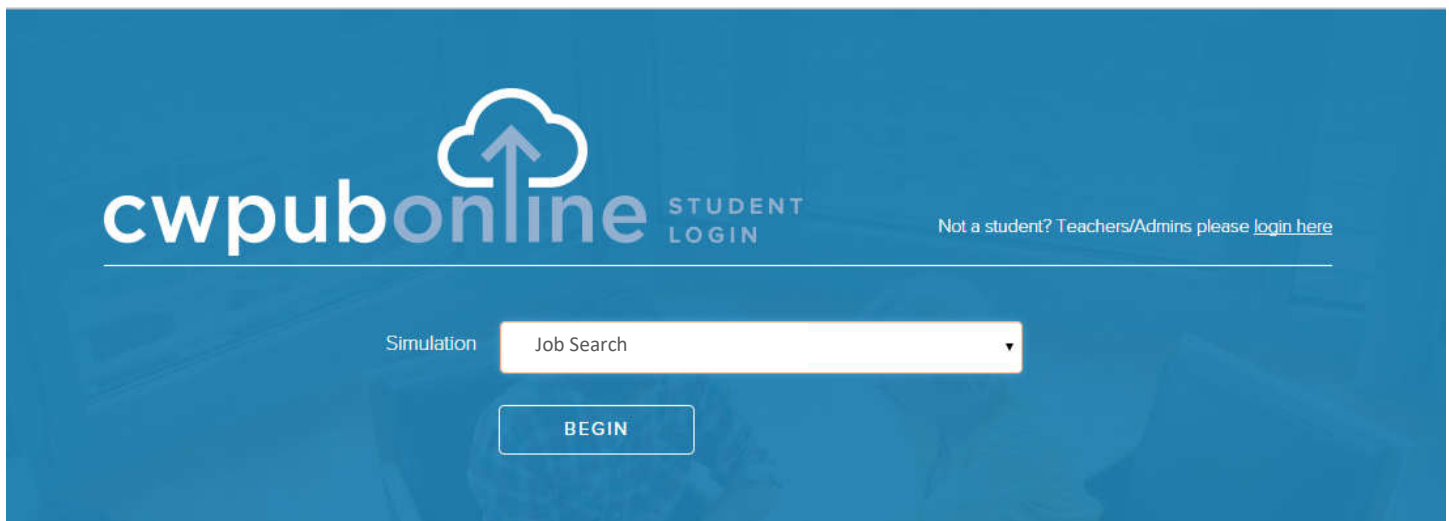 cwpubonline
STUDENT
LOGIN
Not a student? Teachers/Admins please login here
Simulation
Job Search
BEGIN